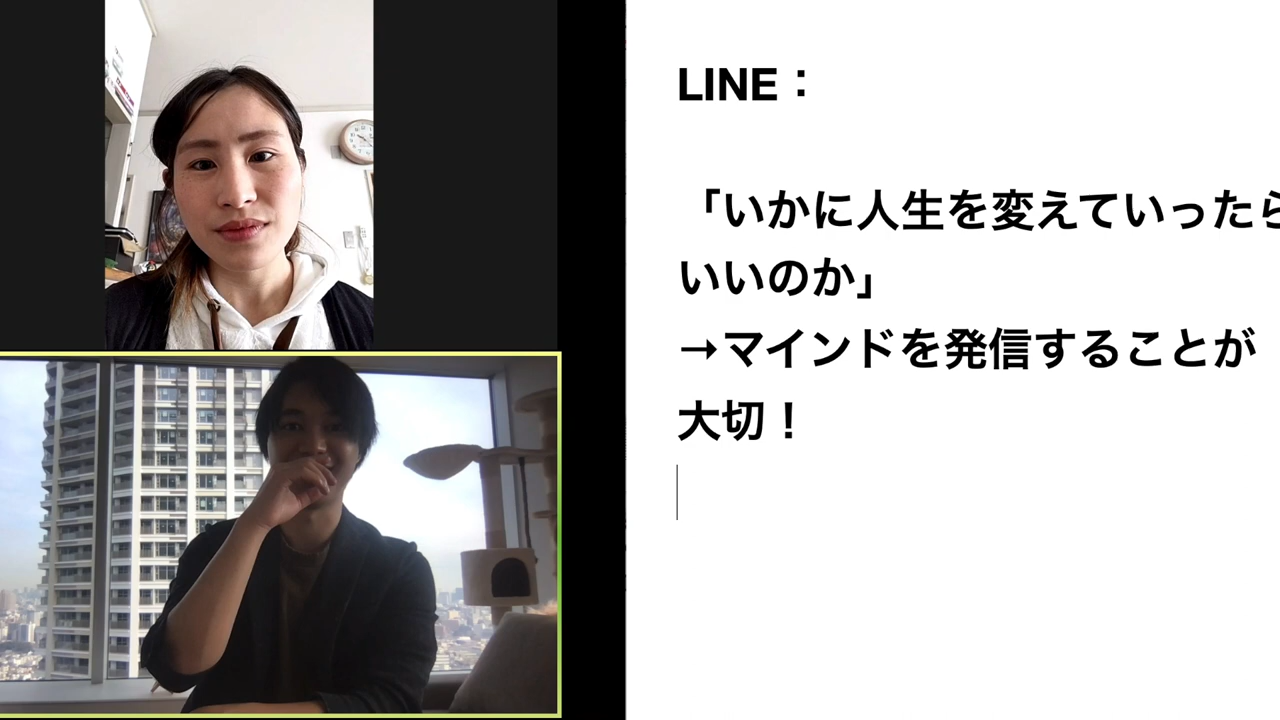 LINE：
「いかに人生を変えていったら
いいのか」
→マインドを発信することが
大切！